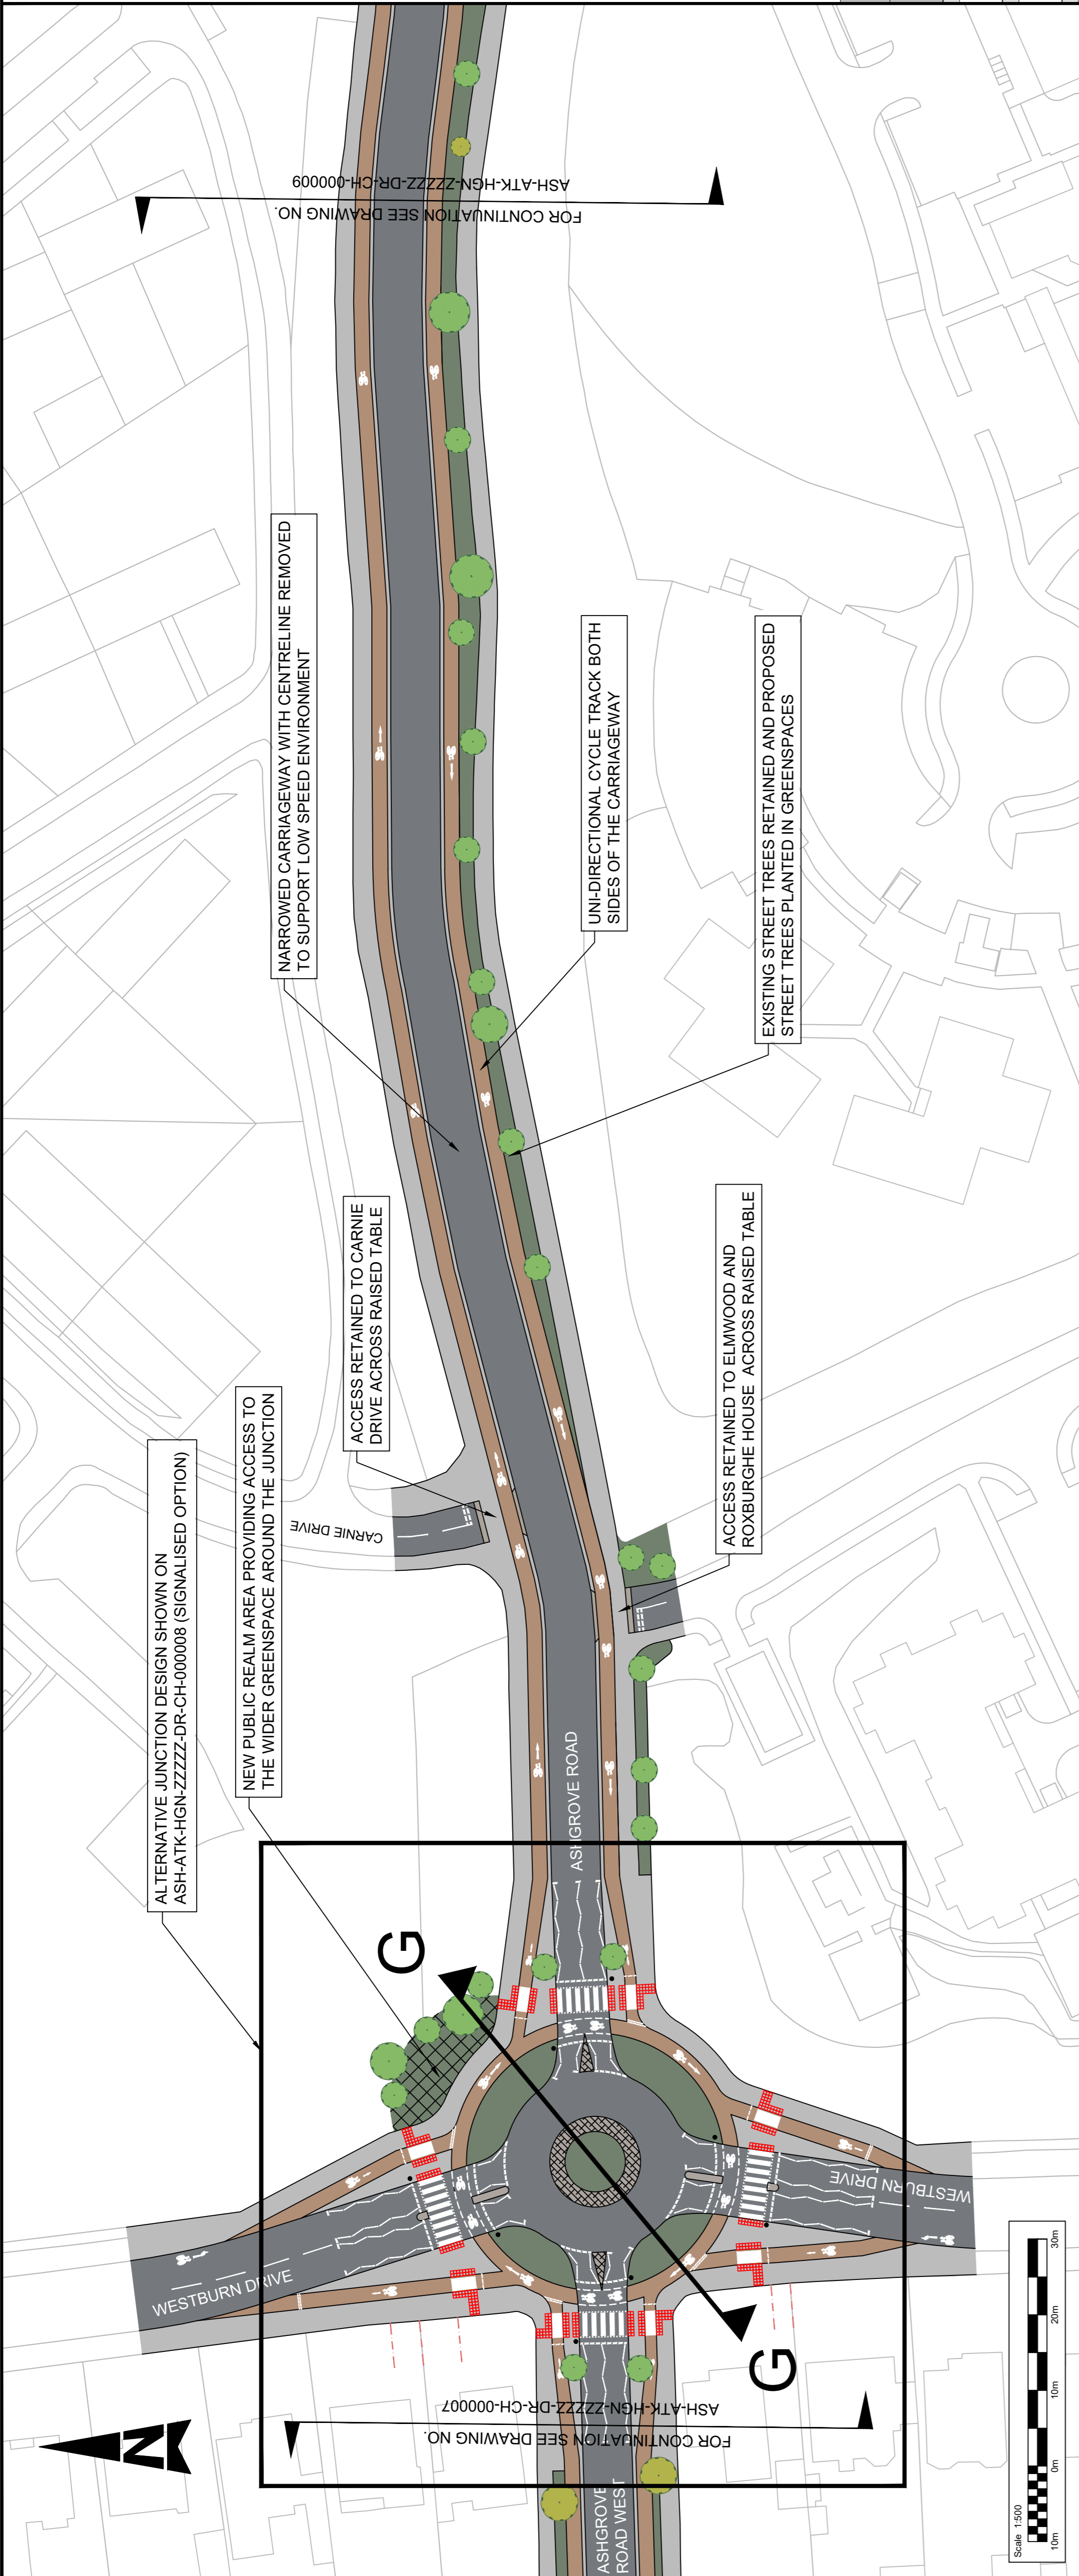 FOR CONTINUATION SEE DRAWING NO.
ASH-ATK-HGN-ZZZZZ-DR-CH-000009
NARROWED CARRIAGEWAY WITH CENTRELINE REMOVED
TO SUPPORT LOW SPEED ENVIRONMENT
UNI-DIRECTIONAL CYCLE TRACK BOTH
SIDES OF THE CARRIAGEWAY
EXISTING STREET TREES RETAINED AND PROPOSED
STREET TREES PLANTED IN GREENSPACES
ACCESS RETAINED TO CARNIE
DRIVE ACROSS RAISED TABLE
ACCESS RETAINED TO ELMWOOD AND
ROXBURGHE HOUSE ACROSS RAISED TABLE
ALTERNATIVE JUNCTION DESIGN SHOWN ON
ASH-ATK-HGN-ZZZZZ-DR-CH-000008 (SIGNALISED OPTION)
NEW PUBLIC REALM AREA PROVIDING ACCESS TO
THE WIDER GREENSPACE AROUND THE JUNCTION
CARNIE DRIVE
ASHGROVE ROAD
G
WESTBURN DRIVE
WESTBURN DRIVE
G
FOR CONTINUATION SEE DRAWING NO.
ASH-ATK-HGN-ZZZZZ-DR-CH-000007
ASHGROVE
ROAD WEST
N
Scale 1:500
10m 0m 10m 20m 30m